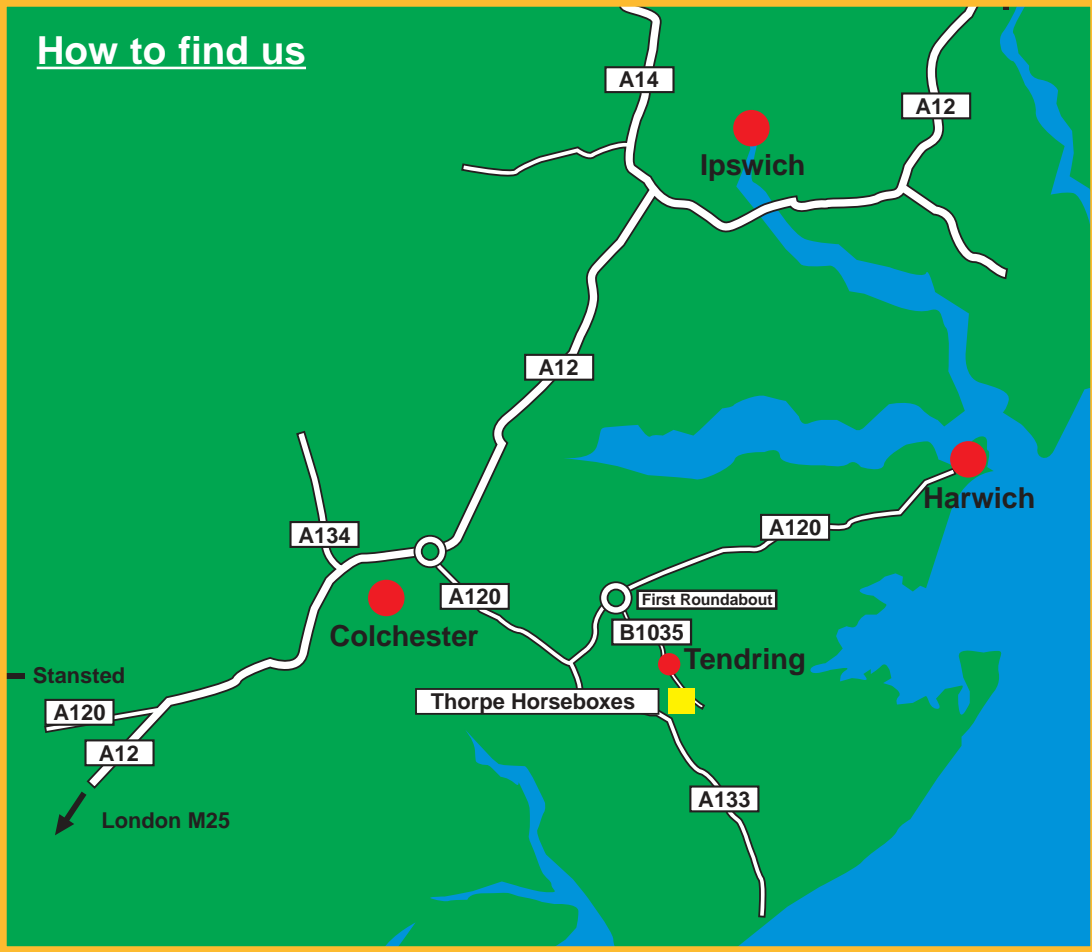 How to find us
A14
A12
Ipswich
A12
Harwich
A120
A134
A120
First Roundabout
Colchester
B1035
Tendring
Stansted
Thorpe Horseboxes
A120
A12
A133
London M25